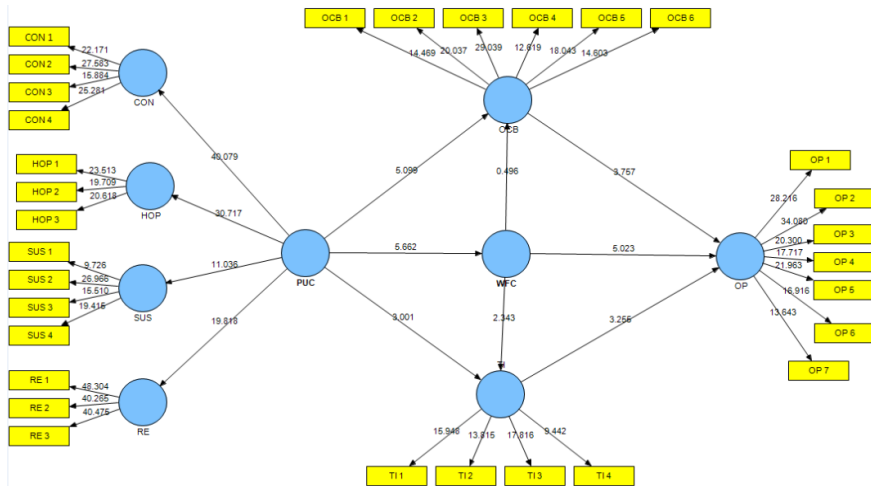 OCB 1
OCB 2
OCB 3
OCB 4
OCB 5
OCB 6
14.469
20.037
29.039
12.619
18.043
14.603
OCB
CON 1
CON 2
CON 3
CON 4
22.171
27.583
15.884
25.281
CON
40.079
HOP 1
HOP 2
HOP 3
23.513
19.709
20.618
HOP
30.717
SUS 1
SUS 2
SUS 3
SUS 4
9.726
26.966
15.510
19.415
SUS
11.036
RE 1
RE 2
RE 3
48.304
40.265
40.475
RE
19.818
PUC
5.099
5.662
3.001
WFC
0.496
5.023
2.343
3.757
3.255
OP
OP 1
OP 2
OP 3
OP 4
OP 5
OP 6
OP 7
28.216
34.080
20.300
17.717
21.963
16.916
13.643
TI
15.946
13.815
17.816
9.442
TI 1
TI 2
TI 3
TI 4